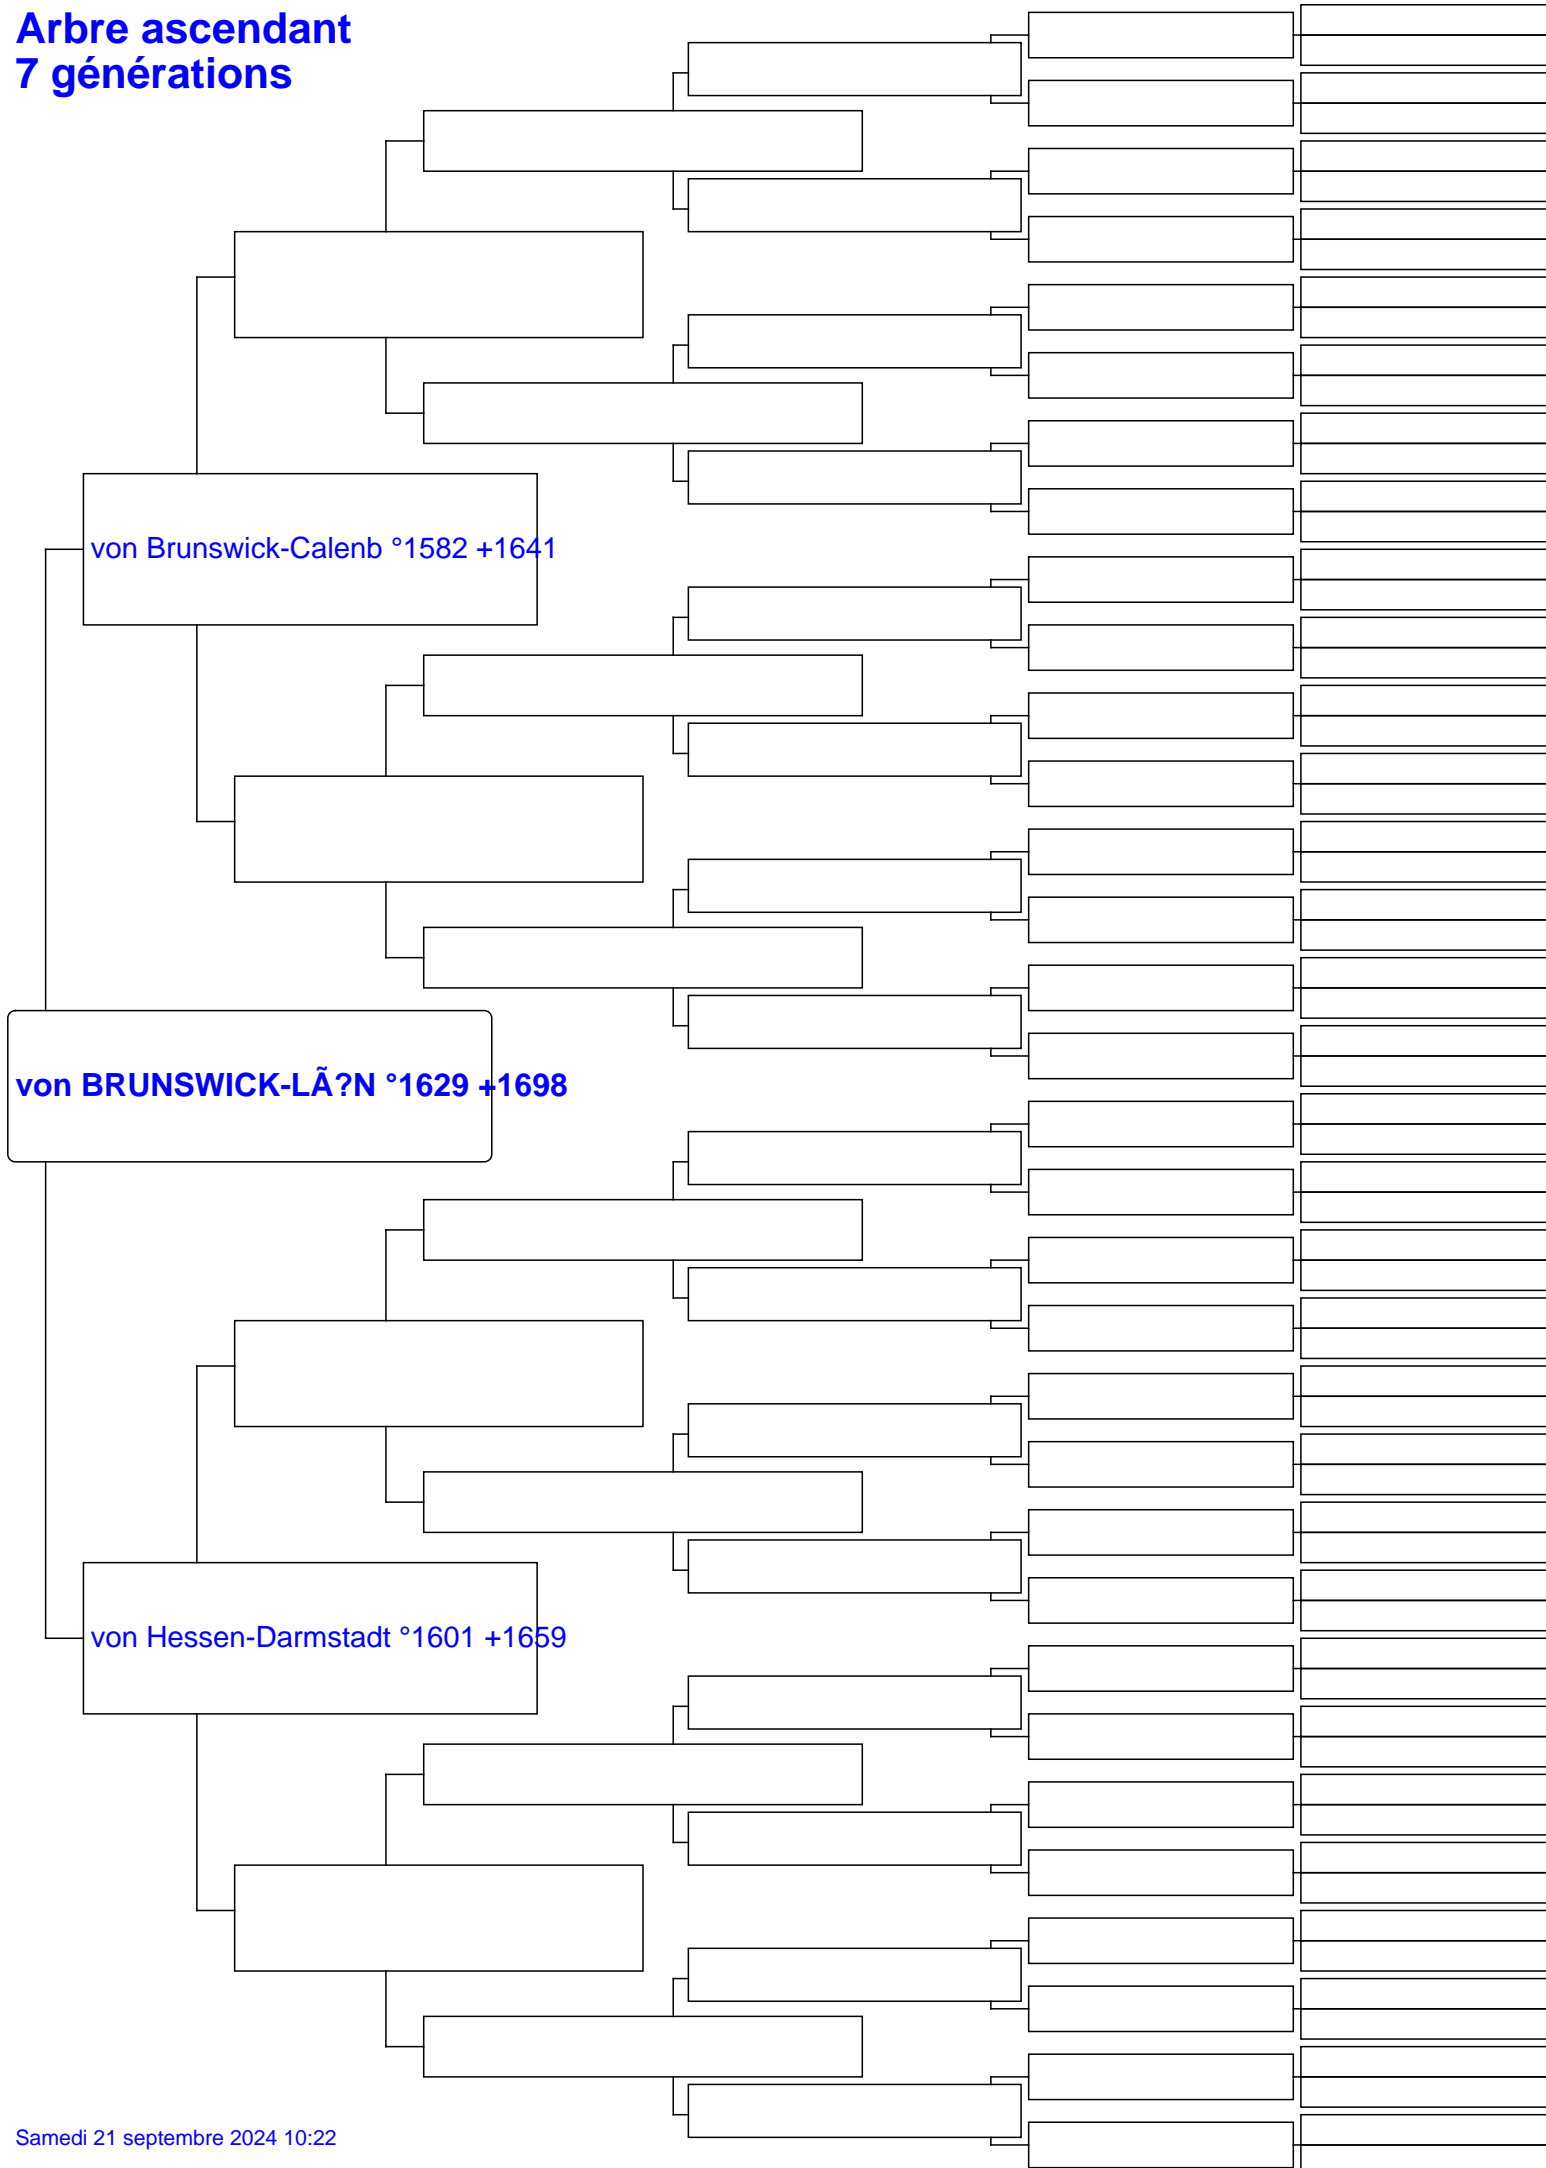 Arbre ascendant
7 générations
von Brunswick-Calenb °1582 +1641
von BRUNSWICK-LÃ?N °1629 +1698
von Hessen-Darmstadt °1601 +1659
Samedi 21 septembre 2024 10:22